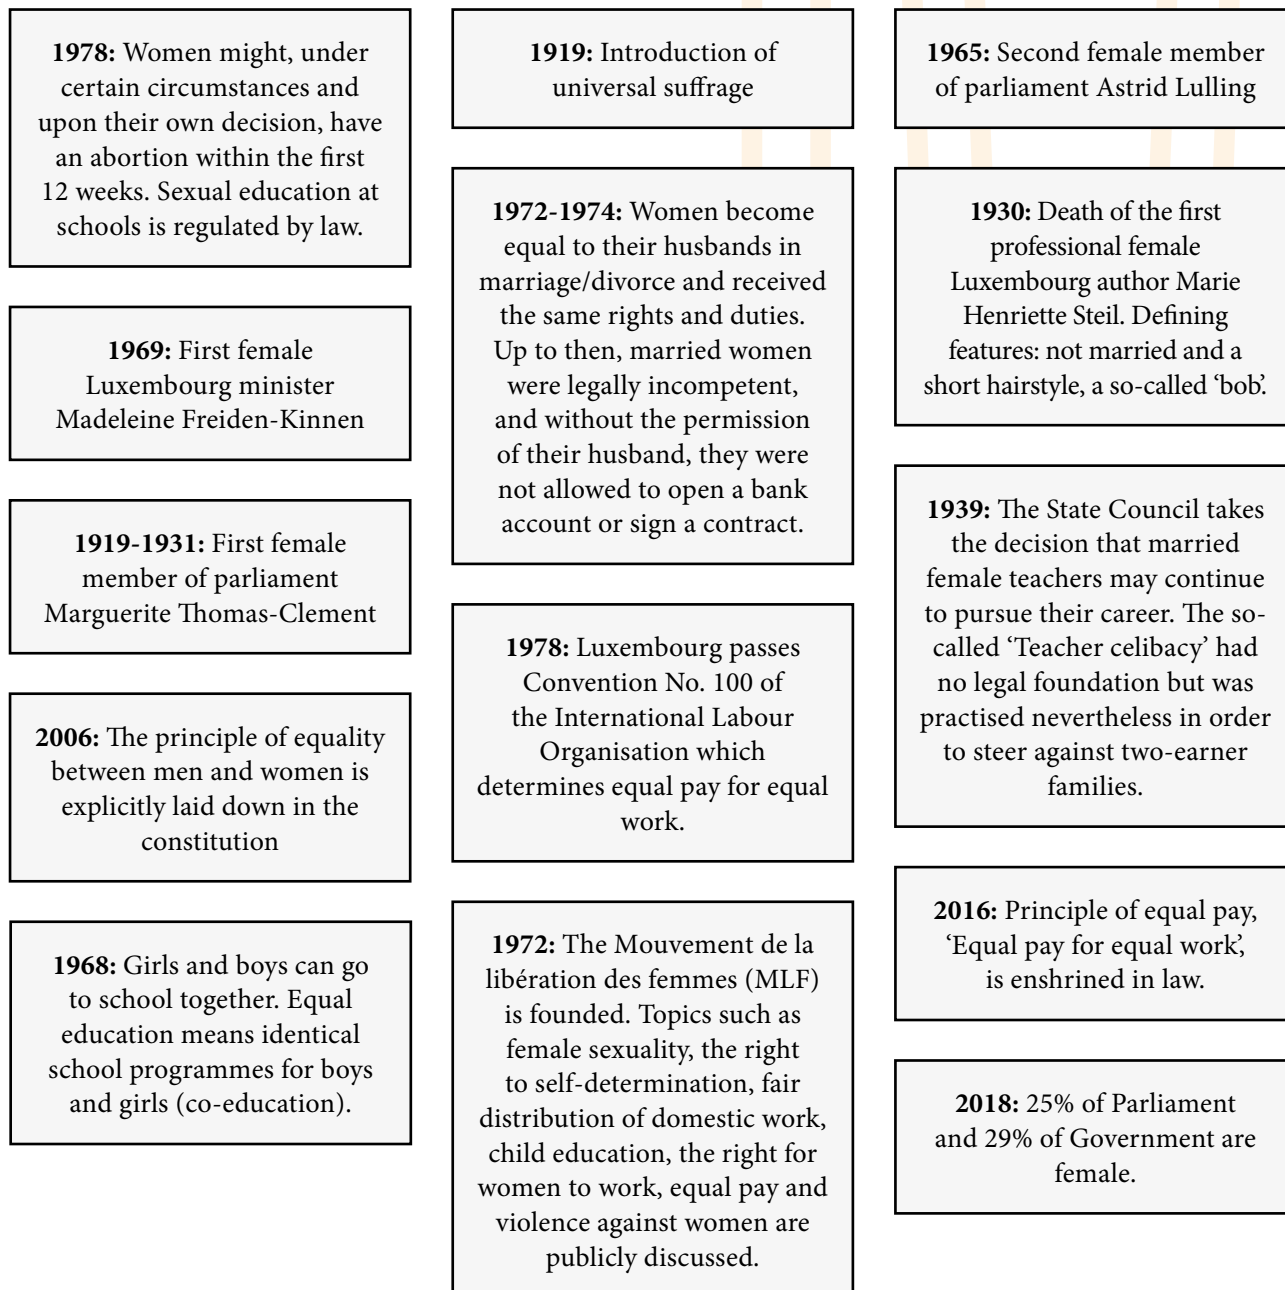 1978: Women might, under
certain circumstances and
upon their own decision, have
an abortion within the first
12 weeks. Sexual education at
schools is regulated by law.
1969: First female
Luxembourg minister
Madeleine Freiden-Kinnen
1919-1931: First female
member of parliament
Marguerite Thomas-Clement
2006: The principle of equality
between men and women is
explicitly laid down in the
constitution
1968: Girls and boys can go
to school together. Equal
education means identical
school programmes for boys
and girls (co-education).
1919: Introduction of
universal suffrage
1972-1974: Women become
equal to their husbands in
marriage/divorce and received
the same rights and duties.
Up to then, married women
were legally incompetent,
and without the permission
of their husband, they were
not allowed to open a bank
account or sign a contract.
1978: Luxembourg passes
Convention No. 100 of
the International Labour
Organisation which
determines equal pay for equal
work.
1972: The Mouvement de la
libération des femmes (MLF)
is founded. Topics such as
female sexuality, the right
to self-determination, fair
distribution of domestic work,
child education, the right for
women to work, equal pay and
violence against women are
publicly discussed.
1965: Second female member
of parliament Astrid Lulling
1930: Death of the first
professional female
Luxembourg author Marie
Henriette Steil. Defining
features: not married and a
short hairstyle, a so-called ‘bob’.
1939: The State Council takes
the decision that married
female teachers may continue
to pursue their career. The so-
called ‘Teacher celibacy’ had
no legal foundation but was
practised nevertheless in order
to steer against two-earner
families.
2016: Principle of equal pay,
‘Equal pay for equal work’,
is enshrined in law.
2018: 25% of Parliament
and 29% of Government are
female.